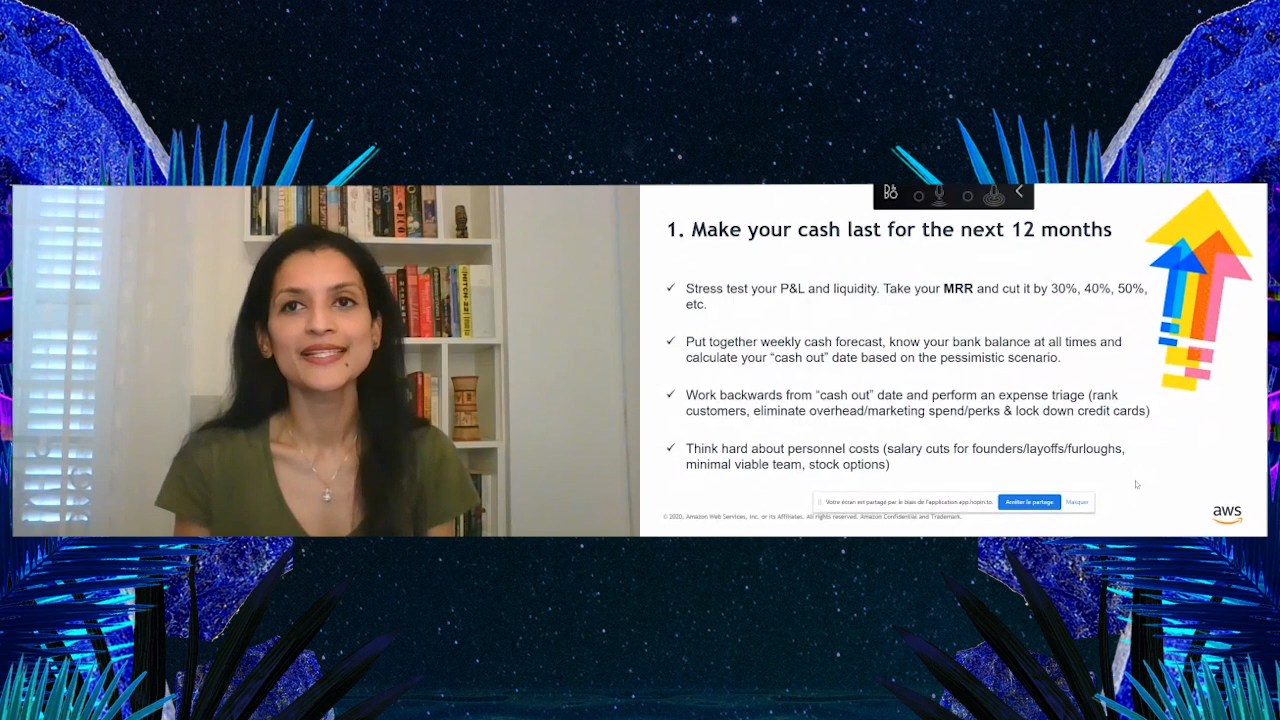 HITCH-22
MASTERY
1. Make your cash last for the next 12 months
✓ Stress test your P&L and liquidity. Take your MRR and cut it by 30%, 40%, 50%,
etc.
✓ Put together weekly cash forecast, know your bank balance at all times and
calculate your “cash out” date based on the pessimistic scenario.
✓ Work backwards from “cash out” date and perform an expense triage (rank
customers, eliminate overhead/marketing spend/perks & lock down credit cards)
✓ Think hard about personnel costs (salary cuts for founders/layoffs/furloughs,
minimal viable team, stock options)
Votre écran est partagé par le biais de l'application app.hopin.to. Arrêter le partage Masquer
© 2020, Amazon Web Services, Inc. or its Affiliates. All rights reserved. Amazon Confidential and Trademark.
aws